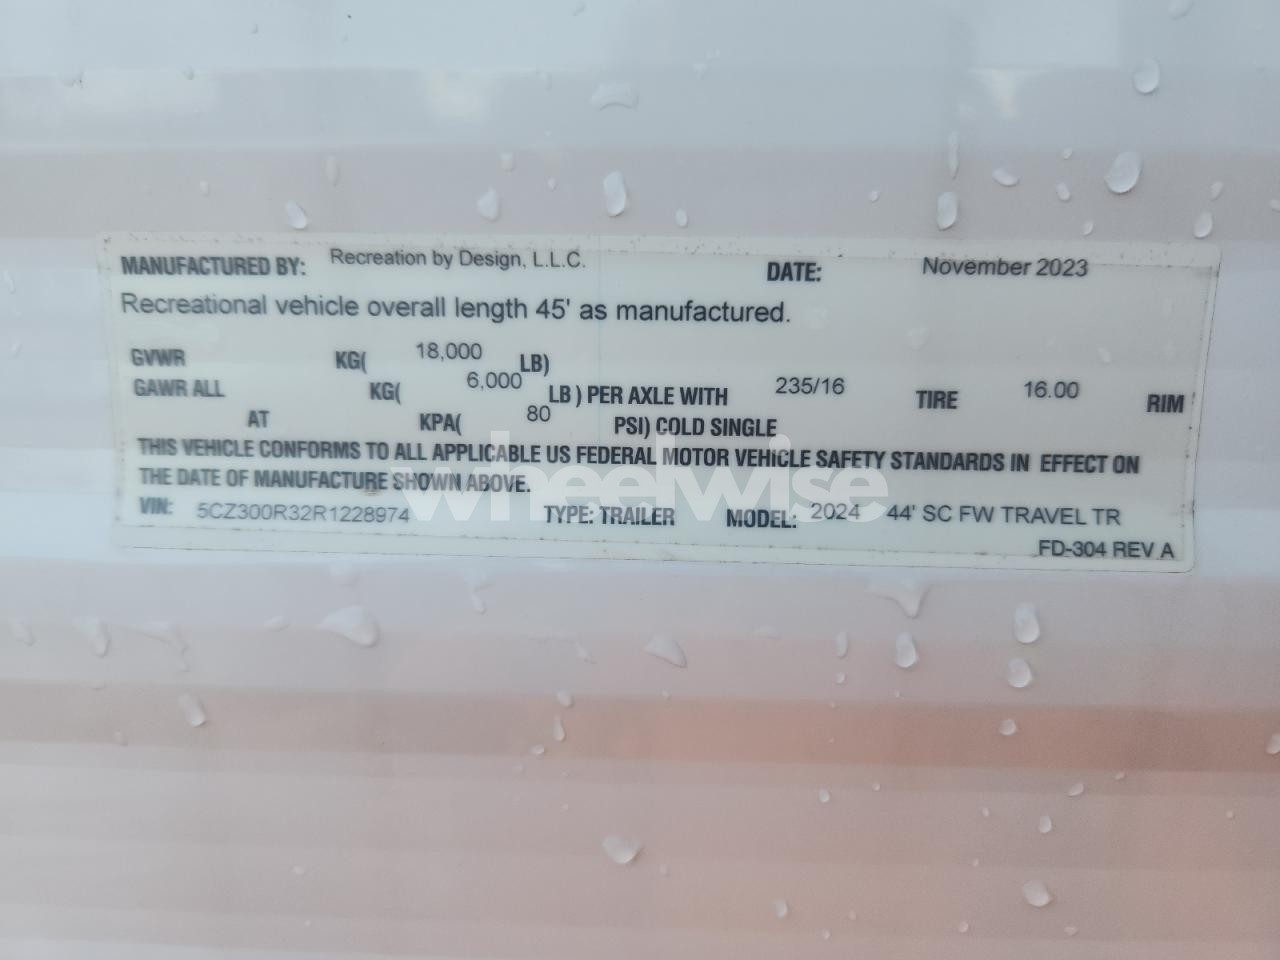 MANUFACTURED BY: Recreation by Design, L.L.C. DATE: November 2023
Recreational vehicle overall length 45' as manufactured.
GVWR KG( 18,000 LB)
GAWR ALL KG( 6,000 LB ) PER AXLE WITH 235/16 TIRE 16.00 RIM
AT KPA( 80 PSI) COLD SINGLE
THIS VEHICLE CONFORMS TO ALL APPLICABLE US FEDERAL MOTOR VEHICLE SAFETY STANDARDS IN EFFECT ON
THE DATE OF MANUFACTURE SHOWN ABOVE.
wheelwise
VIN: 5CZ300R32R1228974 TYPE: TRAILER MODEL: 2024 44' SC FW TRAVEL TR
FD-304 REV A